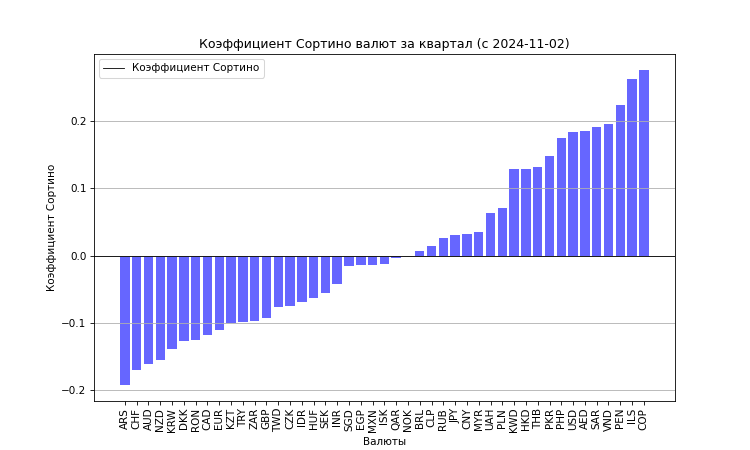 Коэффициент Сортино валют за квартал (с 2024-11-02)
Коэффициент Сортино
Коэффициент Сортино
0.2
0.1
0.0
−0.1
−0.2
ARS
CHF
AUD
NZD
KRW
DKK
RON
CAD
EUR
KZT
TRY
ZAR
GBP
TWD
CZK
IDR
HUF
SEK
INR
SGD
EGP
MXN
ISK
QAR
NOK
BRL
CLP
RUB
JPY
CNY
MYR
UAH
PLN
KWD
HKD
THB
PKR
PHP
USD
AED
SAR
VND
PEN
ILS
COP
Валюты